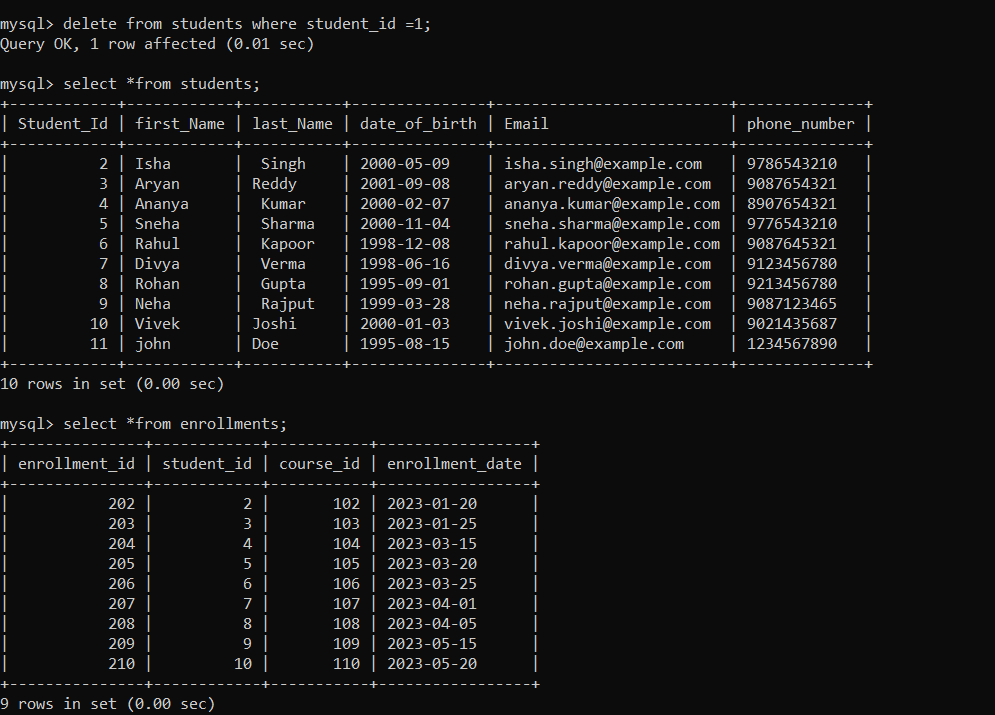 mysql> delete from students where student_id =1;
Query OK, 1 row affected (0.01 sec)
mysql> select *from students;
+------------+------------+-----------+---------------+--------------------------+--------------+
| Student_Id | first_Name | last_Name | date_of_birth | Email                    | phone_number |
+------------+------------+-----------+---------------+--------------------------+--------------+
|          2 | Isha       |  Singh    | 2000-05-09    | isha.singh@example.com   | 9786543210   |
|          3 | Aryan      | Reddy     | 2001-09-08    | aryan.reddy@example.com  | 9087654321   |
|          4 | Ananya     |  Kumar    | 2000-02-07    | ananya.kumar@example.com | 8907654321   |
|          5 | Sneha      |  Sharma   | 2000-11-04    | sneha.sharma@example.com | 9776543210   |
|          6 | Rahul      |  Kapoor   | 1998-12-08    | rahul.kapoor@example.com | 9087645321   |
|          7 | Divya      |  Verma    | 1998-06-16    | divya.verma@example.com  | 9123456780   |
|          8 | Rohan      |  Gupta    | 1995-09-01    | rohan.gupta@example.com  | 9213456780   |
|          9 | Neha       |  Rajput   | 1999-03-28    | neha.rajput@example.com  | 9087123465   |
|         10 | Vivek      | Joshi     | 2000-01-03    | vivek.joshi@example.com  | 9021435687   |
|         11 | john       | Doe       | 1995-08-15    | john.doe@example.com     | 1234567890   |
+------------+------------+-----------+---------------+--------------------------+--------------+
10 rows in set (0.00 sec)
mysql> select *from enrollments;
+---------------+------------+-----------+-----------------+
| enrollment_id | student_id | course_id | enrollment_date |
+---------------+------------+-----------+-----------------+
|           202 |          2 |       102 | 2023-01-20      |
|           203 |          3 |       103 | 2023-01-25      |
|           204 |          4 |       104 | 2023-03-15      |
|           205 |          5 |       105 | 2023-03-20      |
|           206 |          6 |       106 | 2023-03-25      |
|           207 |          7 |       107 | 2023-04-01      |
|           208 |          8 |       108 | 2023-04-05      |
|           209 |          9 |       109 | 2023-05-15      |
|           210 |         10 |       110 | 2023-05-20      |
+---------------+------------+-----------+-----------------+
9 rows in set (0.00 sec)